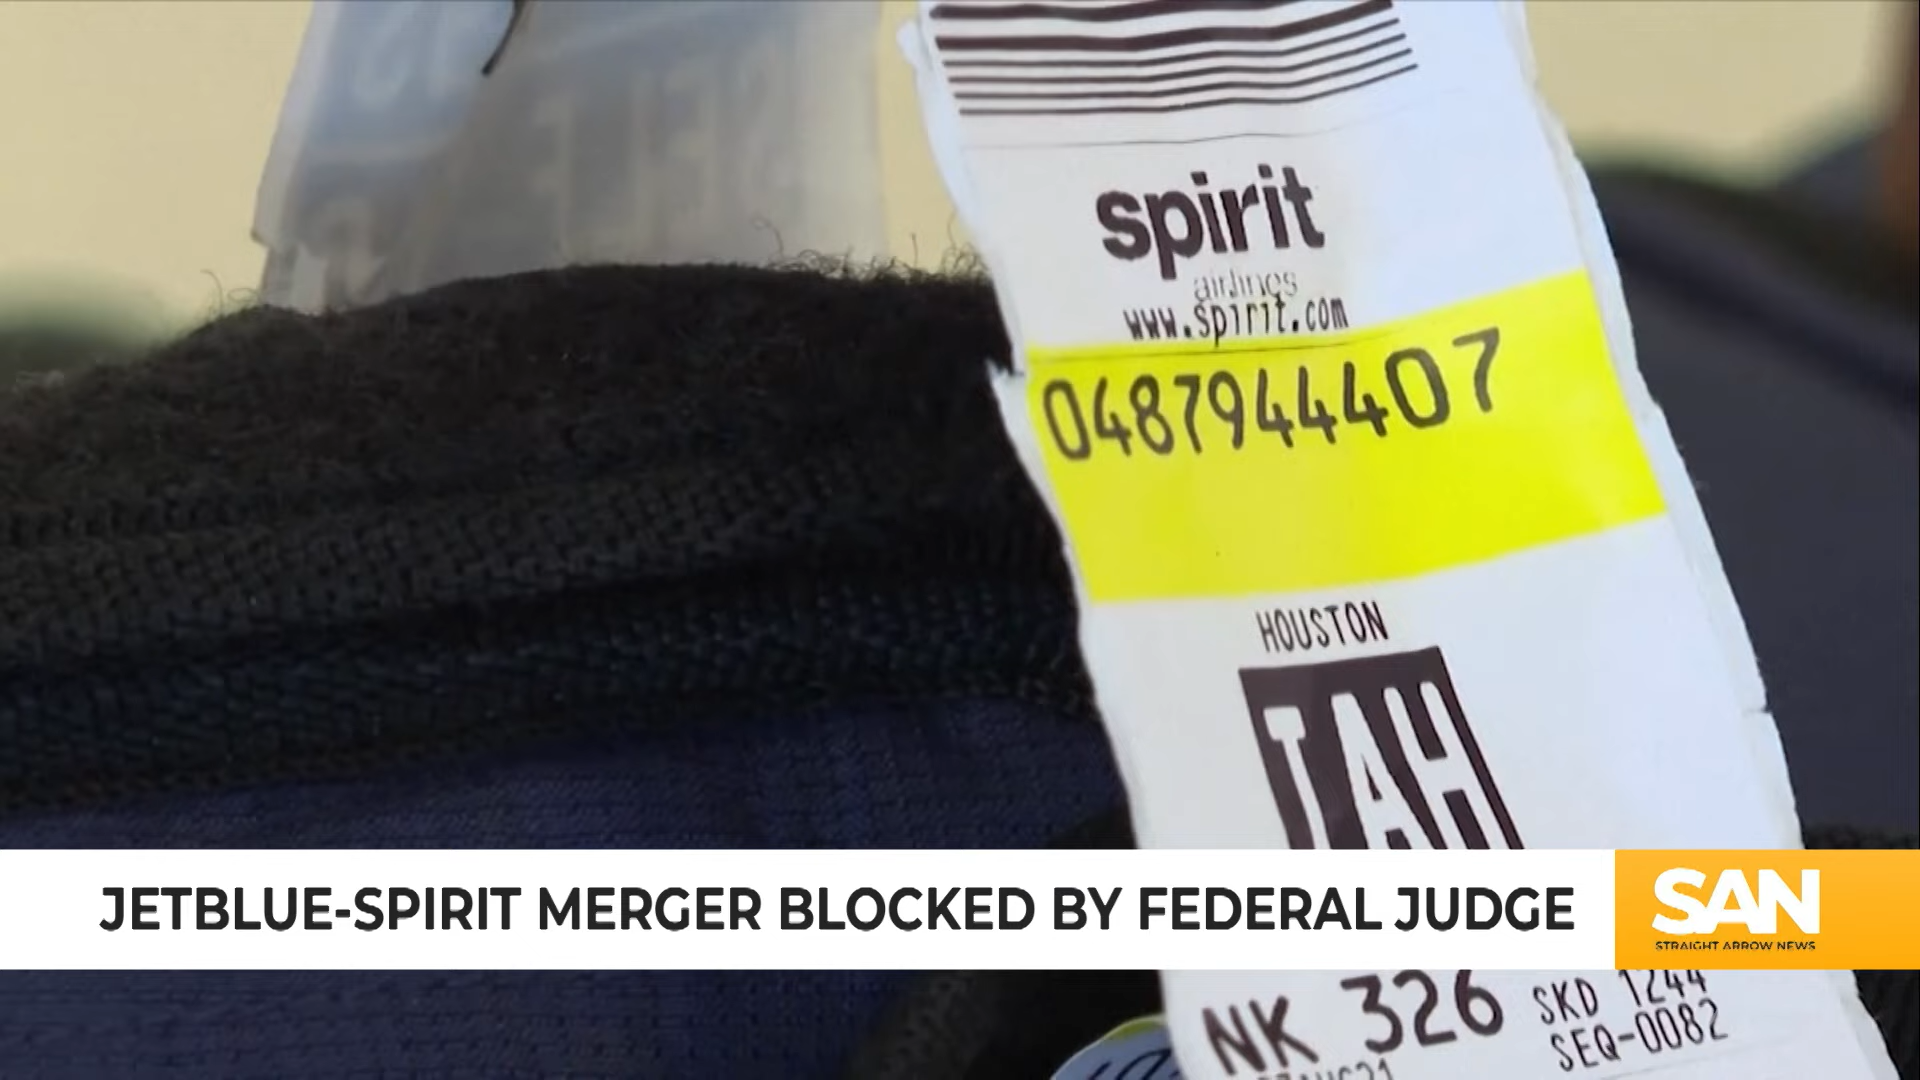 spirit
airlines
www.spirit.com
0487944407
HOUSTON
IAH
JETBLUE-SPIRIT MERGER BLOCKED BY FEDERAL JUDGE
SAN
STRAIGHT ARROW NEWS
NK 326
SKD 1244
SEQ-0082